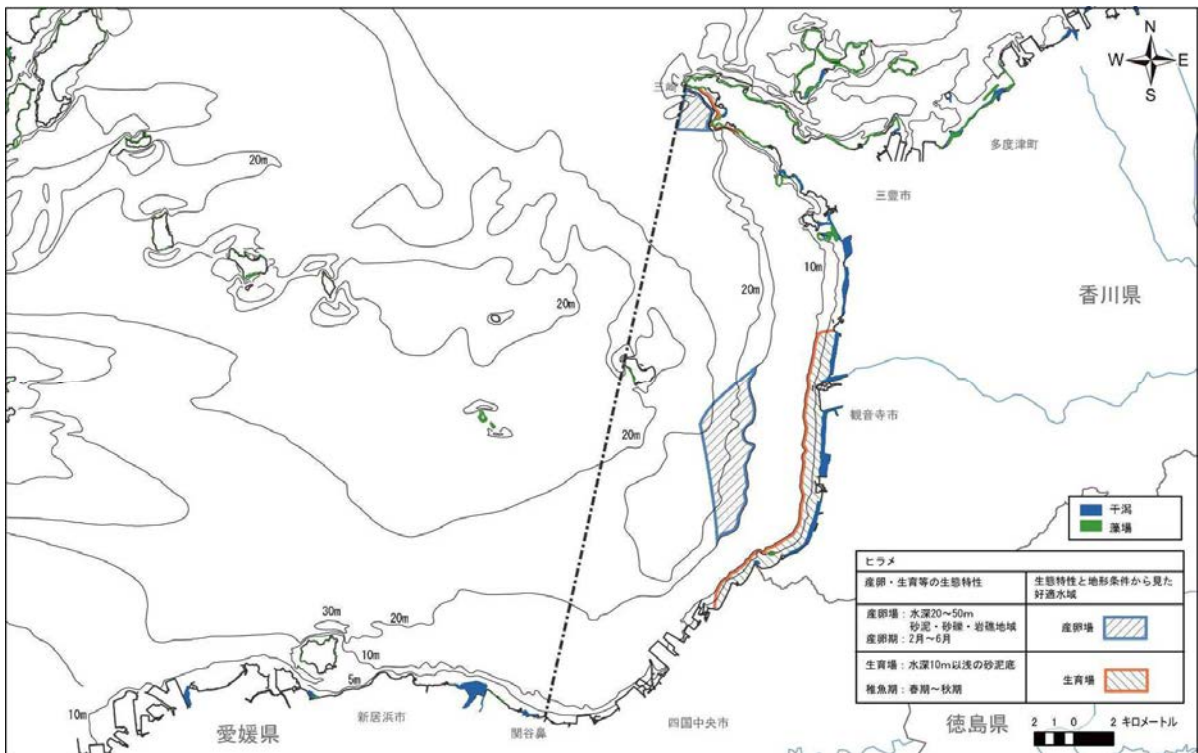 N
W E
S
三崎
多度津町
20m
三豊市
10m
20m
香川県
20m
観音寺市
20m
干潟
藻場
ヒラメ
産卵・生育等の生態特性
生態特性と地形条件から見た
好適水域
産卵場：水深20～50m
砂泥・砂礫・岩礁地域
産卵期：2月～6月
産卵場
生育場：水深10m以浅の砂泥底
稚魚期：春期～秋期
生育場
30m
20m
10m
5m
10m
新居浜市
関谷鼻
四国中央市
愛媛県
徳島県
2 1 0 2 キロメートル